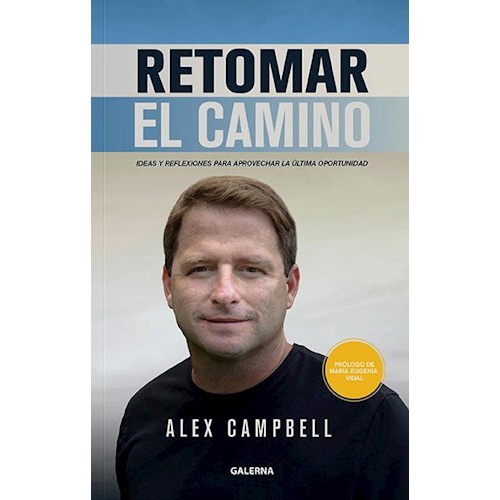 RETOMAR
EL CAMINO
IDEAS Y REFLEXIONES PARA APROVECHAR LA ÚLTIMA OPORTUNIDAD
PRÓLOGO DE
MARÍA EUGENIA
VIDAL
ALEX CAMPBELL
GALERNA